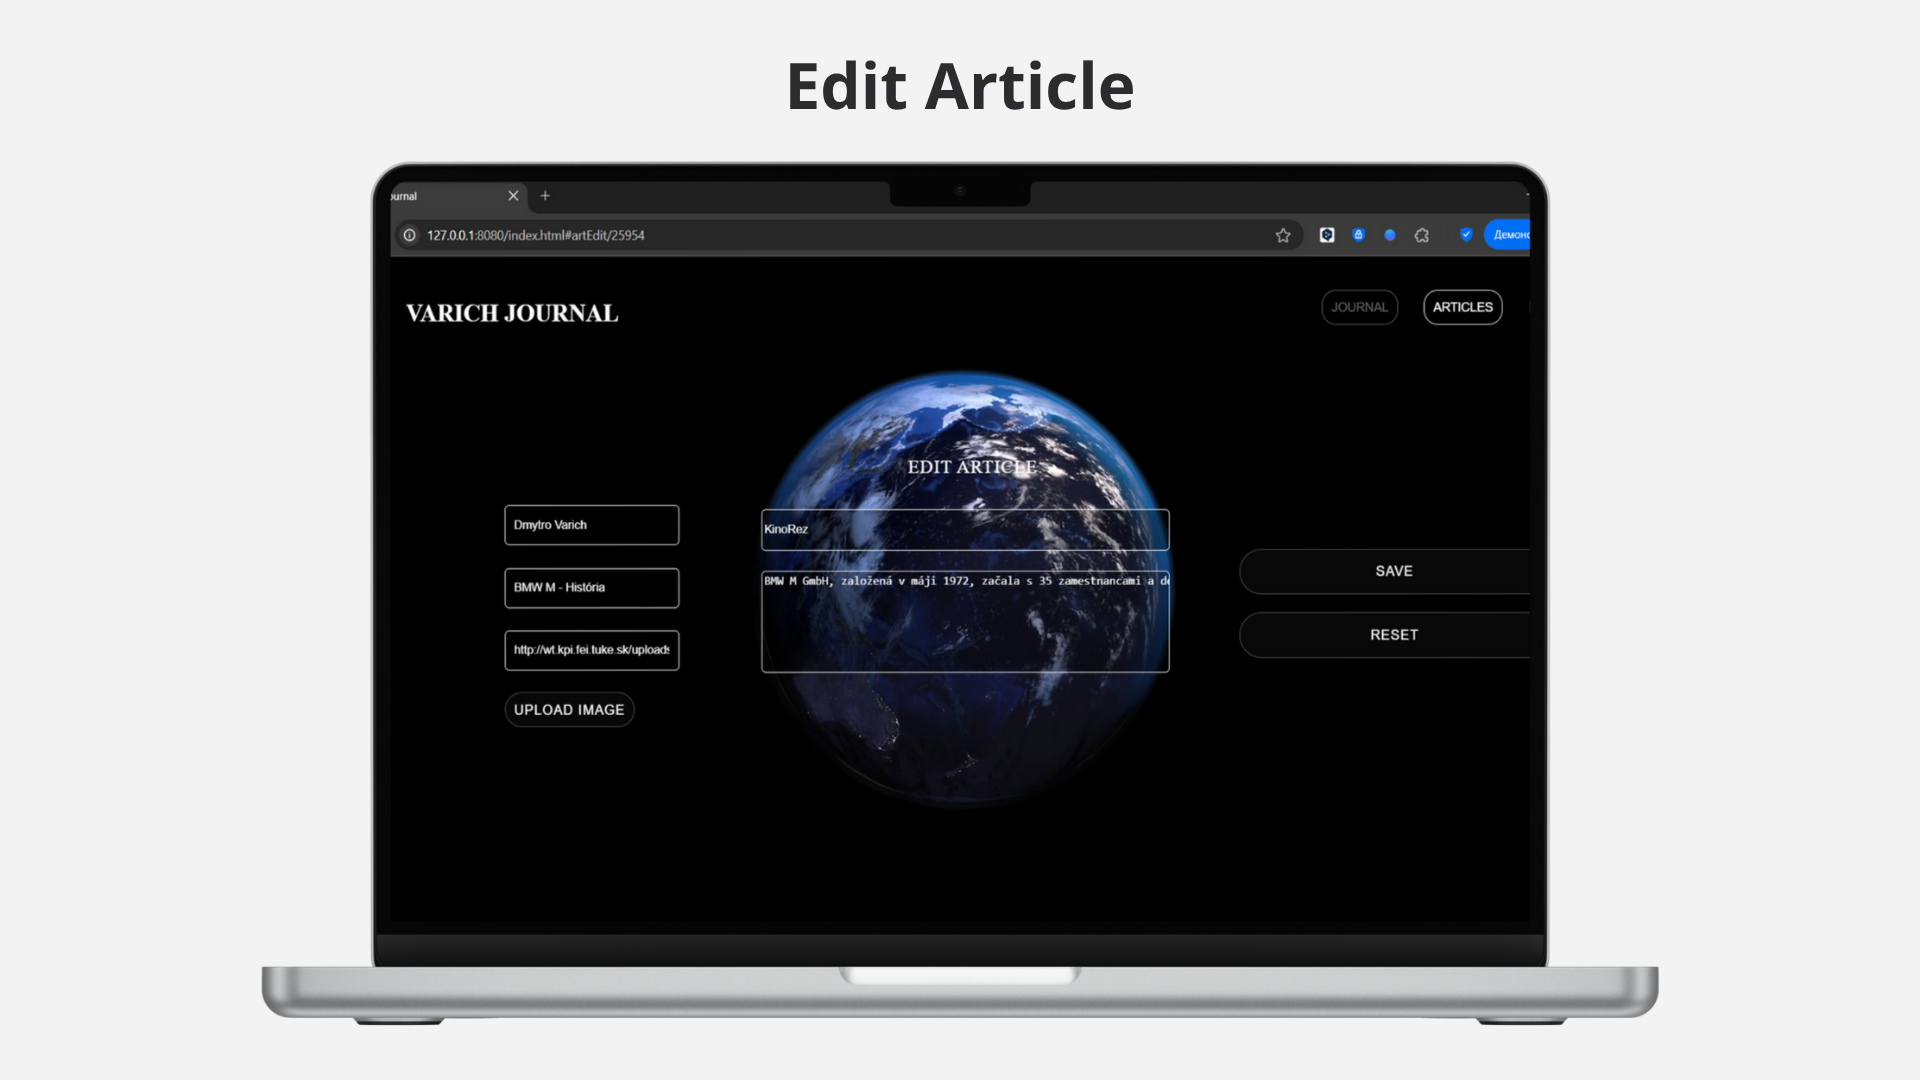 Edit Article
ournal
127.0.0.1:8080/index.html#artEdit/25954
VARICH JOURNAL
JOURNAL
ARTICLES
EDIT ARTICLE
Dmytro Varich
BMW M - História
http://wt.kpi.fei.tuke.sk/uploads
UPLOAD IMAGE
KinoRez
BMW M GmbH, založená v máji 1972, začala s 35 zamestnancami a
SAVE
RESET